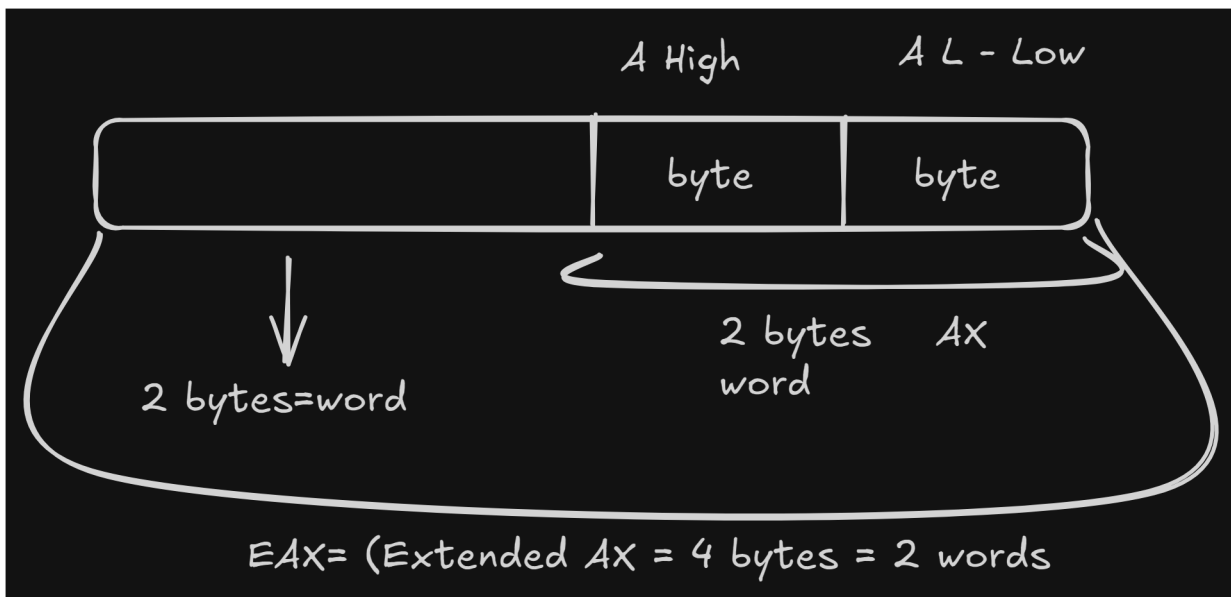 A High
A L - Low
byte
byte
2 bytes AX
word
2 bytes=word
EAX= (Extended AX = 4 bytes = 2 words